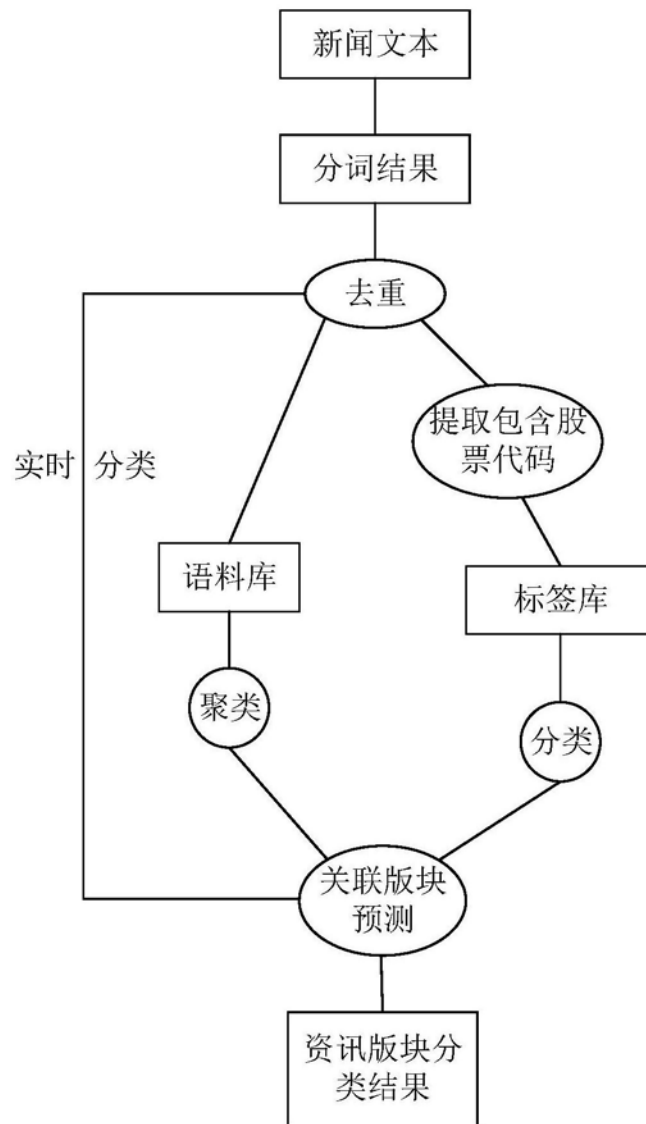 新闻文本
分词结果
去重
提取包含股
票代码
实时 分类
语料库
标签库
聚类
分类
关联版块
预测
资讯版块分
类结果